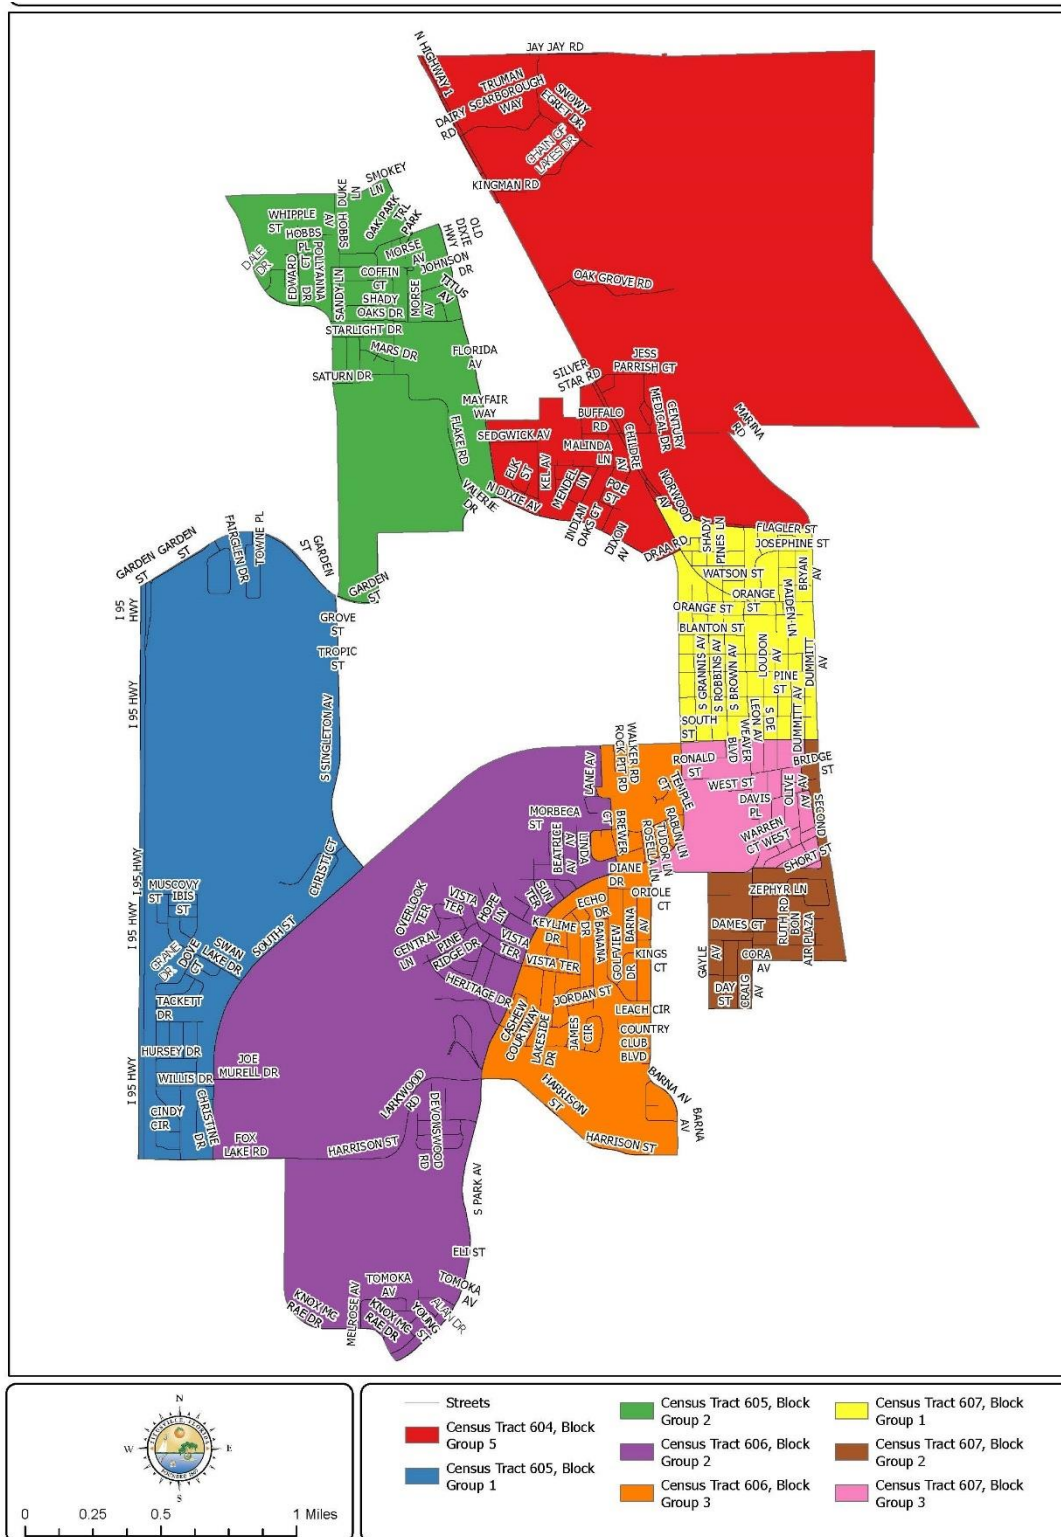 N HIGHWAY 1
JAY JAY RD
TRUMAN
SCARBOROUGH
WAY
DAIRY
RD
SNOWY
EGRET DR
CHAIN OF
LAKES DR
KINGMAN RD
SMOKEY
LN
DUKE
LN
WHIPPLE
ST
HOBBS
AV
OAK PARK
TRL
PARK
OLD
DIXIE
HWY
HOBBS
PL
CT
DALE
DR
EDWARD
POLLYANNA
DR
MORSE
AV
JOHNSON
DR
COFFIN
CT
TITUS
AV
SANDY LN
SHADY
OAKS DR
MORSE
AV
OAK GROVE RD
STARLIGHT DR
MARS DR
FLORIDA
AV
SATURN DR
SILVER
STAR RD
JESS
PARRISH CT
MAYFAIR
WAY
BUFFALO
RD
CENTURY
MEDICAL DR
MARINA
RD
SEDGWICK AV
MALINDA
LN
CHILDRE
AV
FLAKE RD
ELK
ST
KEL AV
MENDEL
LN
POE
ST
NORWOOD
AV
VALERIE
DR
N DIXIE AV
INDIAN
OAKS CT
DIXON
AV
DRAA RD
SHADY
PINES LN
FLAGLER ST
JOSEPHINE ST
GARDEN
ST
GARDEN
ST
FAIRGLEN DR
TOWNE PL
GARDEN
ST
GARDEN
ST
WATSON ST
BRYAN
AV
ORANGE
ST
ORANGE ST
MAIDEN LN
I 95
HWY
GROVE
ST
TROPIC
ST
BLANTON ST
S GRANNIS AV
S ROBBINS AV
S BROWN AV
LOUDON
AV
PINE
ST
DUMMITT
AV
I 95 HWY
S SINGLETON AV
SOUTH
ST
WEAVER
BLVD
LEON AV
S DE
DUMMITT AV
WALKER RD
ROCK PIT RD
LANE AV
RONALD
ST
BRIDGE
ST
TEMPLE
CT
WEST ST
OLIVE
AV
AV
DAVIS
PL
SECOND
MORBECA
ST
CT
BEATRICE
AV
LINDA
AV
BREWER
RABUN LN
TUDOR LN
ROSELLA LN
WARREN
CT WEST
SHORT ST
CHRISTI CT
I 95 HWY
MUSCOVY
ST
IBIS
ST
DIANE
DR
ORIOLE
CT
ZEPHYR LN
OVERLOOK
TER
VISTA
TER
HOPE
LN
SUN
TER
ECHO
DR
KEYLIME
DR
BANANA
DR
GOLFVIEW
DR
BARNA
AV
DAMES CT
RUTH RD
BON
AIR PLAZA
I 95 HWY
CRANE
DR
DOVE
CT
SWAN
LAKE DR
SOUTH ST
CENTRAL
LN
PINE
RIDGE DR
VISTA
TER
VISTA TER
KINGS
CT
GAYLE
AV
CORA
AV
HERITAGE DR
JORDAN ST
DAY
ST
CRAIG
AV
TACKETT
DR
CASHEW
COURTWAY
LAKESIDE
DR
JAMES
CIR
LEACH CIR
COUNTRY
CLUB
BLVD
HURSEY DR
JOE
MURELL DR
I 95 HWY
WILLIS DR
LARKWOOD
RD
DEVONSWOOD
RD
HARRISON
ST
BARNA AV
BARNA
AV
CINDY
CIR
CHRISTINE
DR
FOX
LAKE RD
HARRISON ST
HARRISON ST
S PARK AV
ELI ST
TOMOKA
AV
TOMOKA
AV
KNOX MC
RAE DR
MELROSE AV
KNOX MC
RAE DR
YOUNG
ST
ALAN DR
N
W
E
S
TITUSVILLE, FLORIDA
FOUNDED 1867
0 0.25 0.5 1 Miles
Streets
Census Tract 604, Block
Group 5
Census Tract 605, Block
Group 1
Census Tract 605, Block
Group 2
Census Tract 606, Block
Group 2
Census Tract 606, Block
Group 3
Census Tract 607, Block
Group 1
Census Tract 607, Block
Group 2
Census Tract 607, Block
Group 3